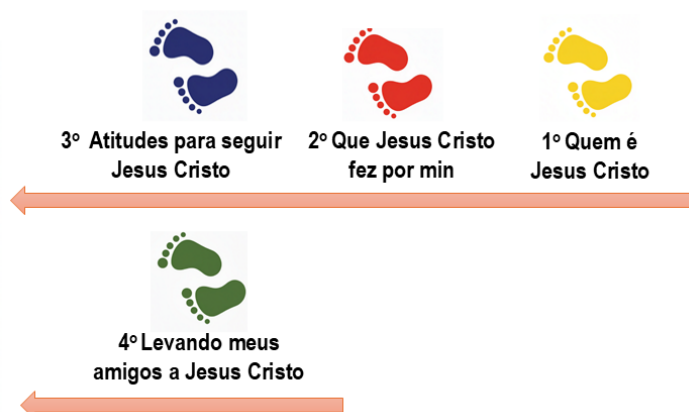 3º Atitudes para seguir
Jesus Cristo
2º Que Jesus Cristo
fez por min
1º Quem é
Jesus Cristo
4º Levando meus
amigos a Jesus Cristo